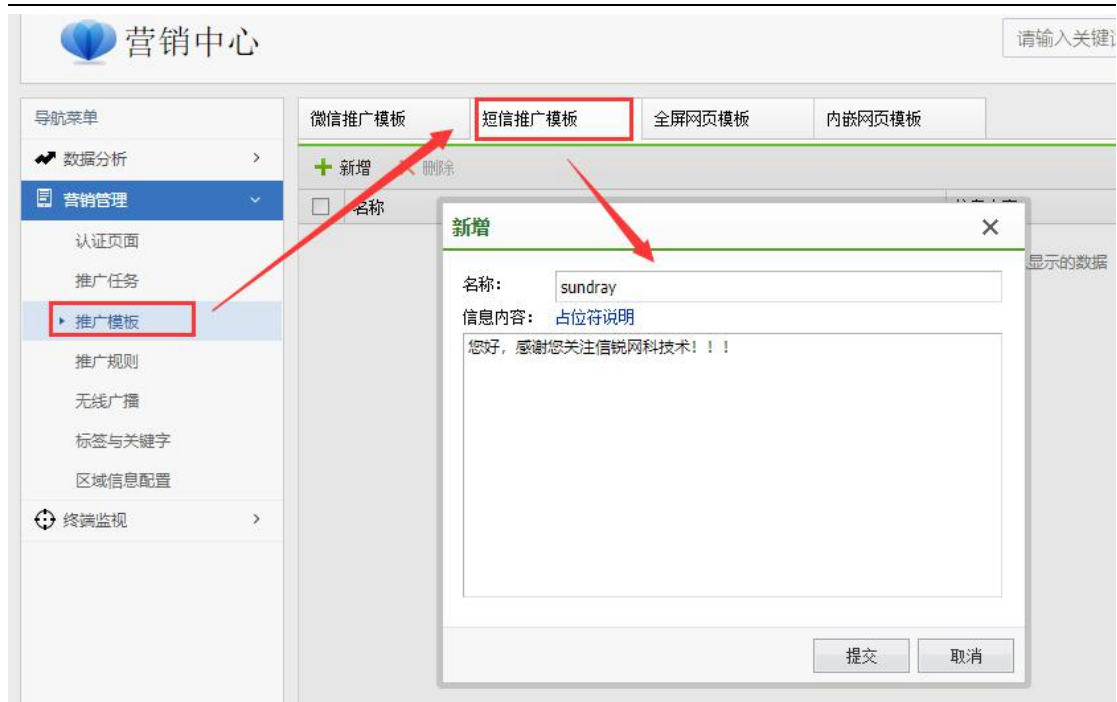 营销中心
请输入关键
导航菜单
微信推广模板
短信推广模板
全屏网页模板
内嵌网页模板
数据分析
新增
删除
营销管理
名称
认证页面
推广任务
推广模板
推广规则
无线广播
标签与关键字
区域信息配置
终端监视
新增
显示的数据
名称： sundray
信息内容： 占位符说明
您好，感谢您关注信锐网科技术！！！
提交
取消